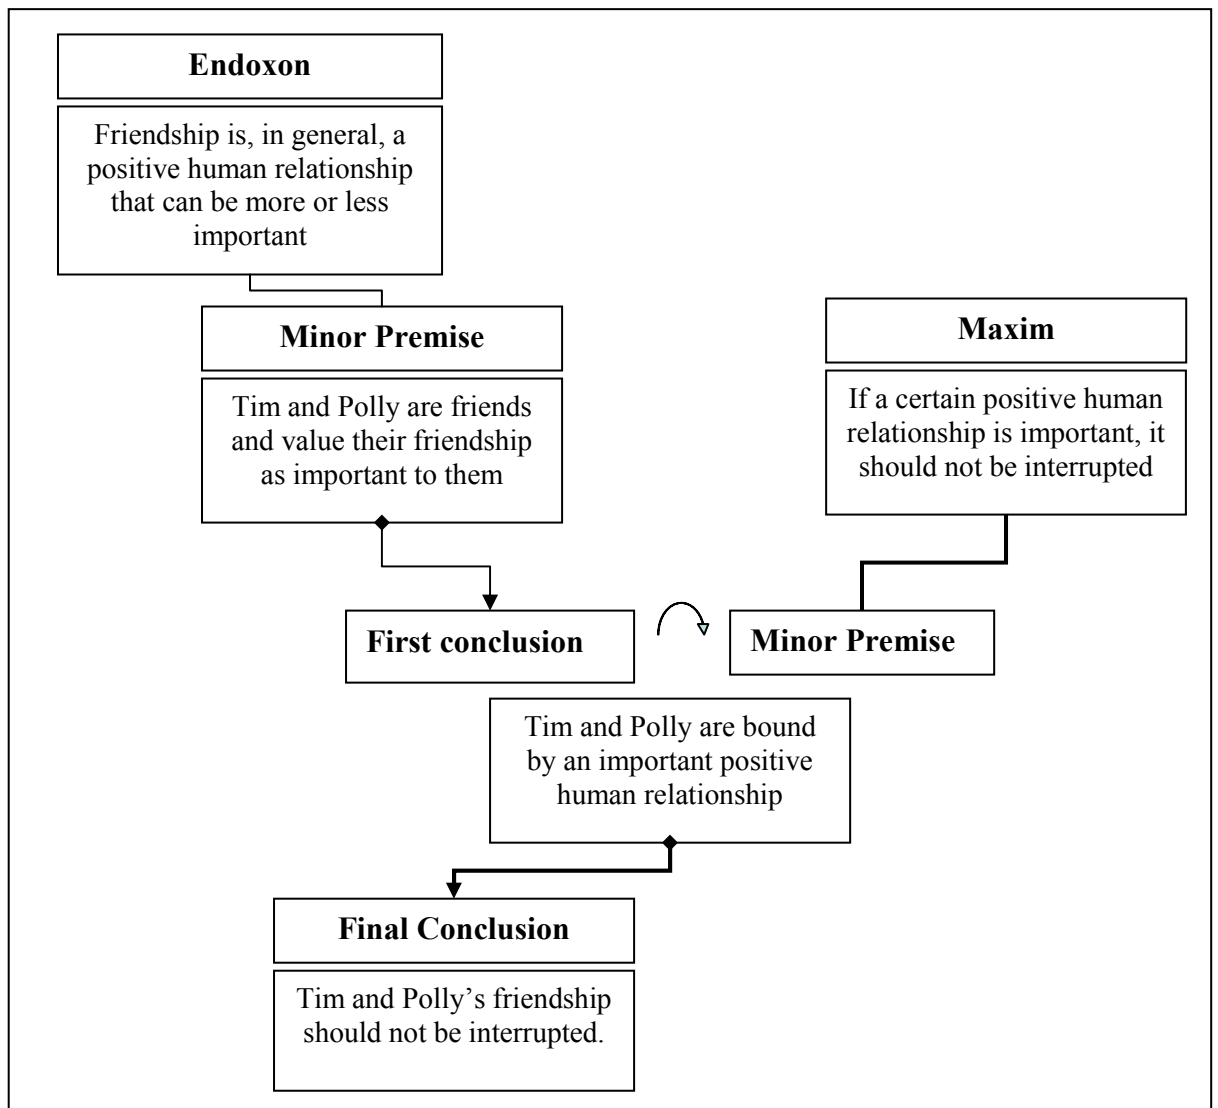 Endoxon
Friendship is, in general, a
positive human relationship
that can be more or less
important
Minor Premise
Tim and Polly are friends
and value their friendship
as important to them
Maxim
If a certain positive human
relationship is important, it
should not be interrupted
First conclusion
Minor Premise
Tim and Polly are bound
by an important positive
human relationship
Final Conclusion
Tim and Polly’s friendship
should not be interrupted.